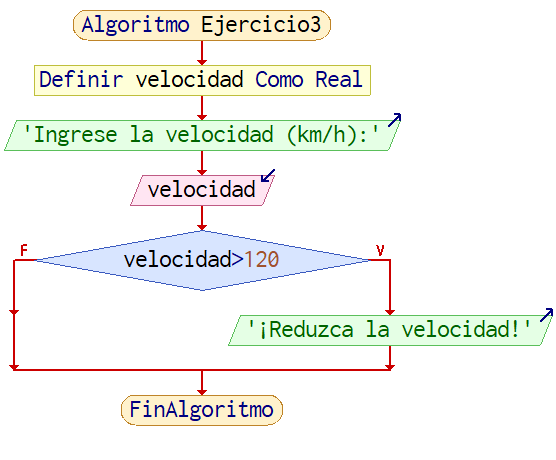 Algoritmo Ejercicio3
Definir velocidad Como Real
'Ingrese la velocidad (km/h):'
velocidad
velocidad>120
F
V
'¡Reduzca la velocidad!'
FinAlgoritmo